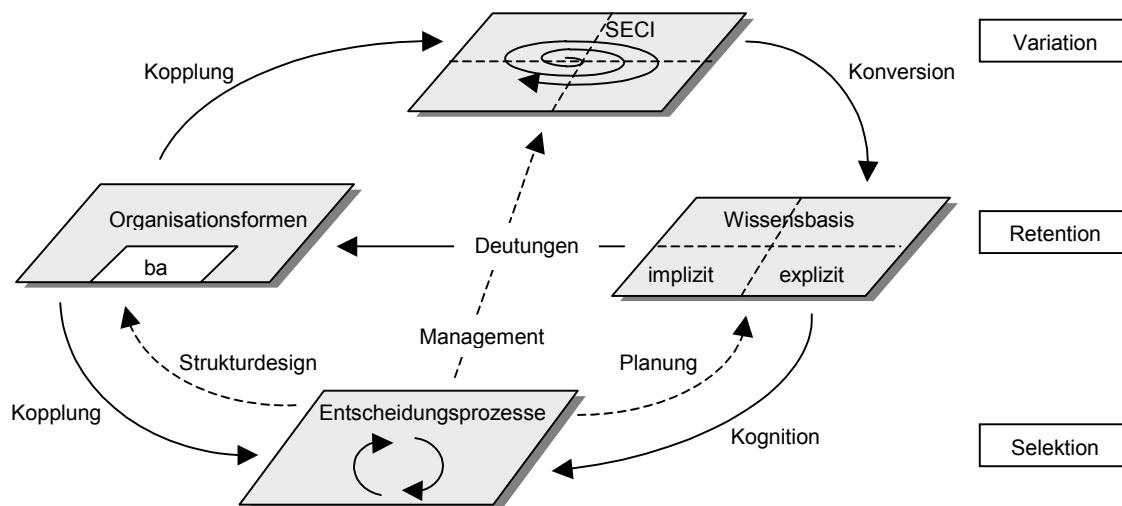 SECI
Variation
Kopplung
Konversion
Organisationsformen
Wissensbasis
Retention
Deutungen
ba
implizit
explizit
Management
Strukturdesign
Planung
Kopplung
Entscheidungsprozesse
Kognition
Selektion